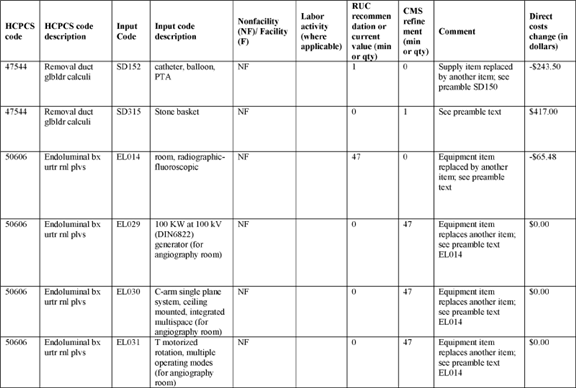 HCPCS code | HCPCS code description | Input Code | Input code description | Nonfacility (NF)/ Facility (F) | Labor activity (where applicable) | RUC recommen dation or current value (min or qty) | CMS refine ment (min or qty) | Comment | Direct costs change (in dollars)
47544 | Removal duct glbldr calculi | SD152 | catheter, balloon, PTA | NF | | 1 | 0 | Supply item replaced by another item; see preamble SD150 | -$243.50
47544 | Removal duct glbldr calculi | SD315 | Stone basket | NF | | 0 | 1 | See preamble text | $417.00
50606 | Endoluminal bx urtr rnl plvs | EL014 | room, radiographic-fluoroscopic | NF | | 47 | 0 | Equipment item replaced by another item; see preamble text | -$65.48
50606 | Endoluminal bx urtr rnl plvs | EL029 | 100 KW at 100 kV (DIN6822) generator (for angiography room) | NF | | 0 | 47 | Equipment item replaces another item; see preamble text EL014 | $0.00
50606 | Endoluminal bx urtr rnl plvs | EL030 | C-arm single plane system, ceiling mounted, integrated multispace (for angiography room) | NF | | 0 | 47 | Equipment item replaces another item; see preamble text EL014 | $0.00
50606 | Endoluminal bx urtr rnl plvs | EL031 | T motorized rotation, multiple operating modes (for angiography room) | NF | | 0 | 47 | Equipment item replaces another item; see preamble text EL014 | $0.00